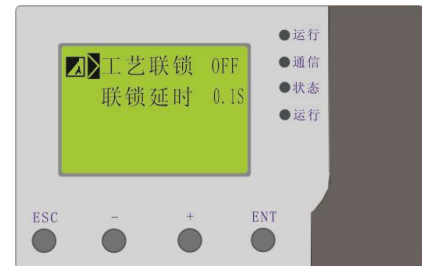 工艺联锁 OFF
联锁延时 0.1S
运行
通信
状态
运行
ESC - + ENT